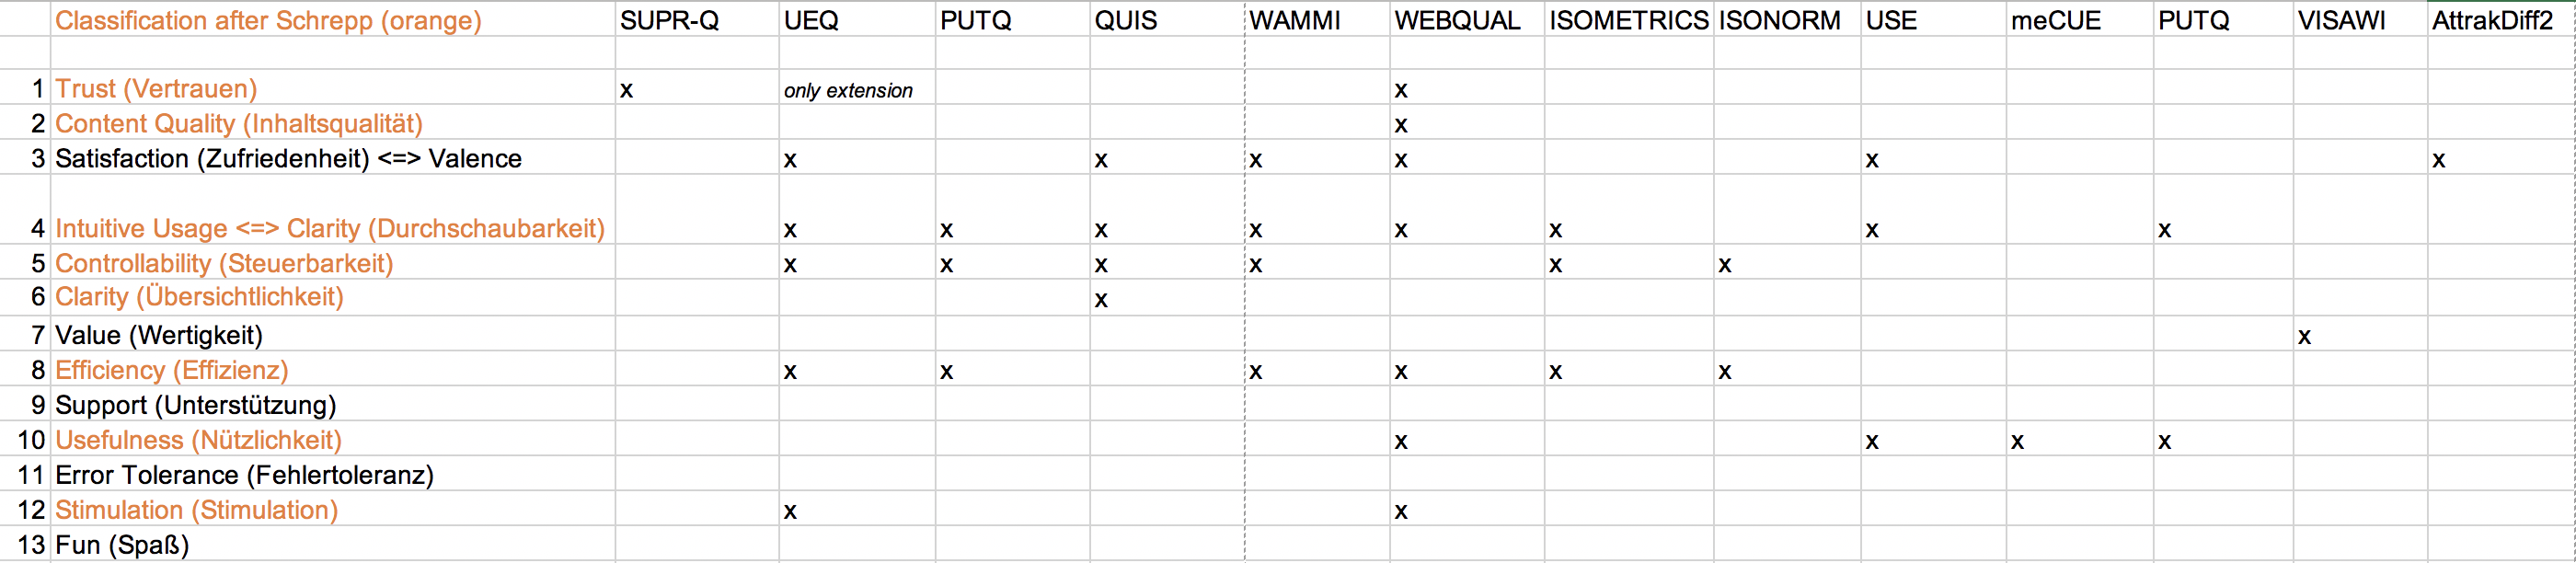 Classification after Schrepp (orange) SUPR-Q UEQ PUTQ QUIS WAMMI WEBQUAL ISOMETRICS ISONORM USE meCUE PUTQ VISAWI AttrakDiff2
1 Trust (Vertrauen) x only extension x
2 Content Quality (Inhaltsqualität) x
3 Satisfaction (Zufriedenheit) <=> Valence x x x x x x
4 Intuitive Usage <=> Clarity (Durchschaubarkeit) x x x x x x x x
5 Controllability (Steuerbarkeit) x x x x x x
6 Clarity (Übersichtlichkeit) x
7 Value (Wertigkeit) x
8 Efficiency (Effizienz) x x x x x x
9 Support (Unterstützung)
10 Usefulness (Nützlichkeit) x x x x
11 Error Tolerance (Fehlertoleranz)
12 Stimulation (Stimulation) x x
13 Fun (Spaß)